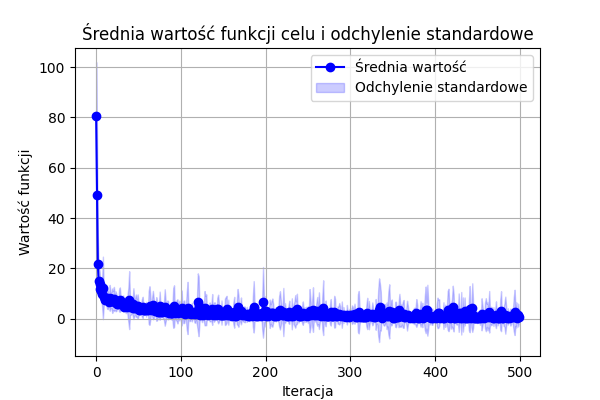 Średnia wartość funkcji celu i odchylenie standardowe
Średnia wartość
Odchylenie standardowe
Wartość funkcji
100
80
60
40
20
0
0 100 200 300 400 500
Iteracja